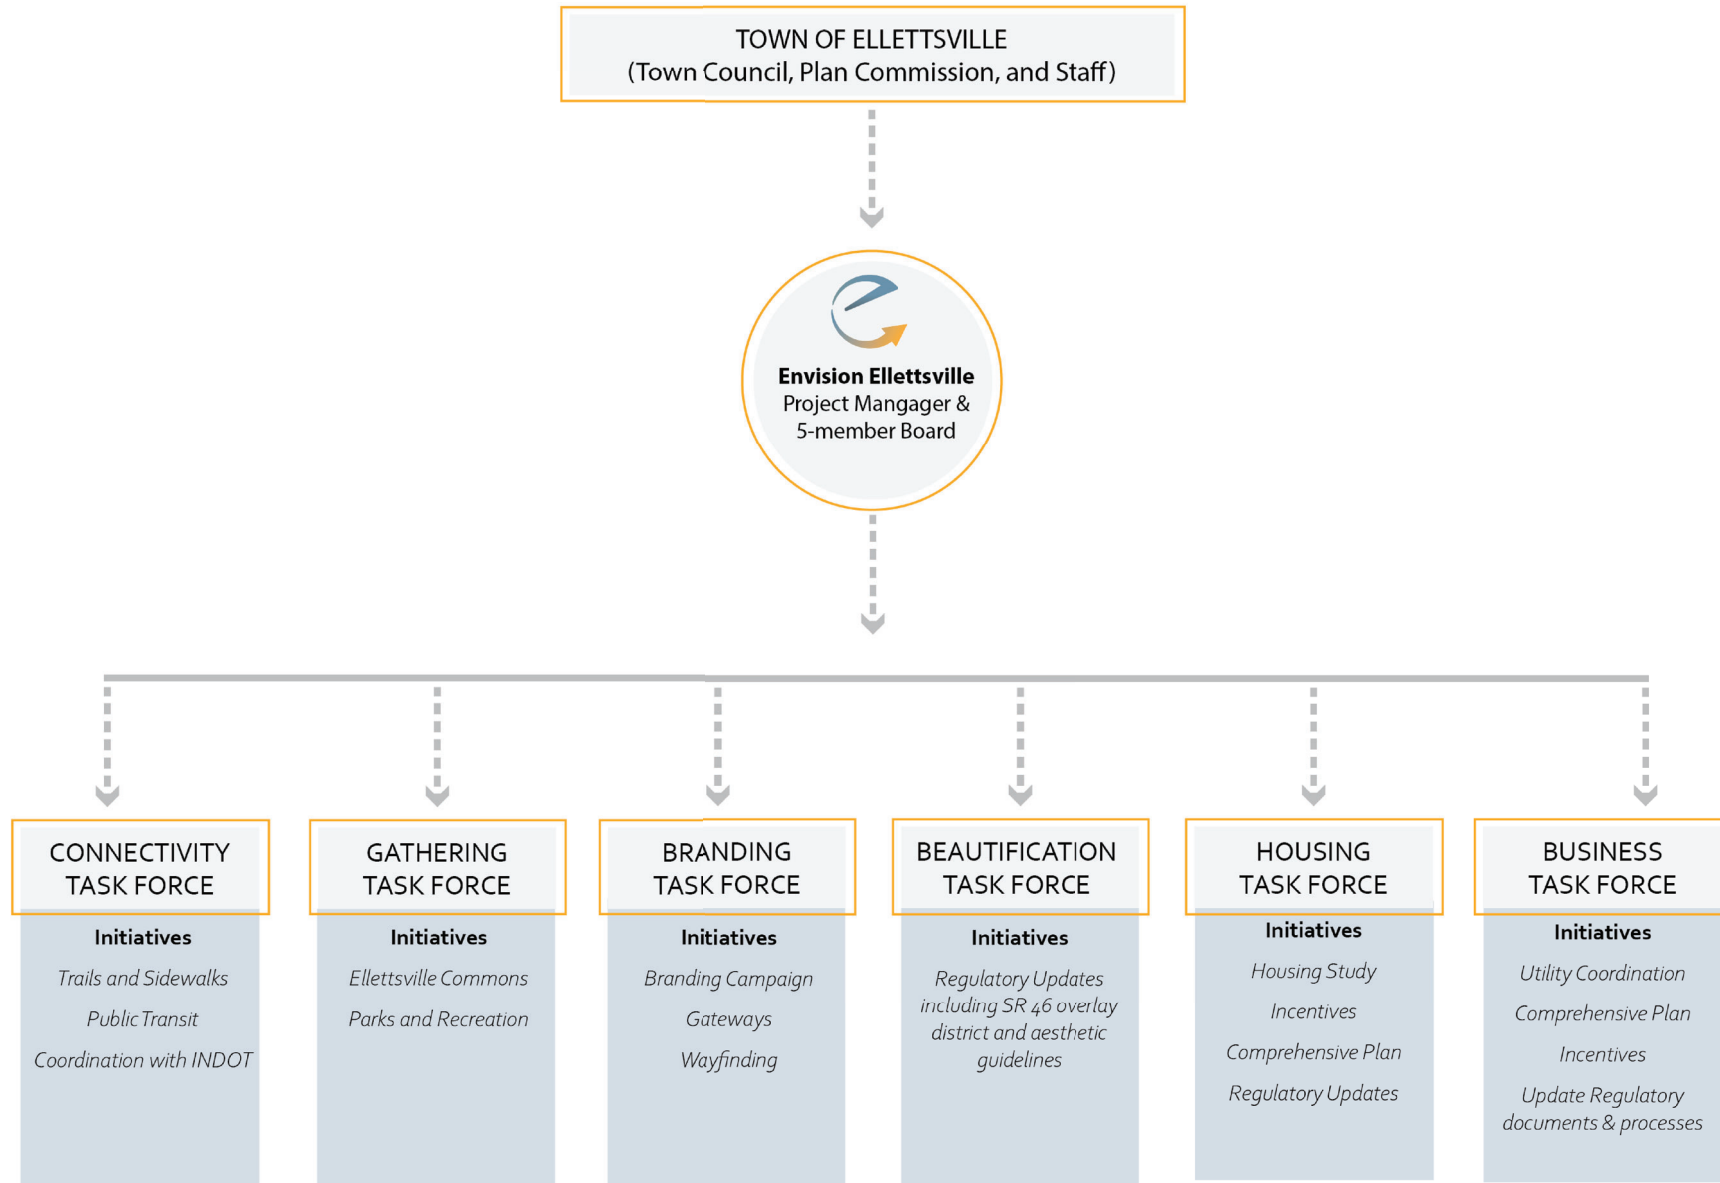 TOWN OF ELLETTSVILLE
(Town Council, Plan Commission, and Staff)
Envision Ellettsville
Project Mangager &
5-member Board
CONNECTIVITY
TASK FORCE
Initiatives
Trails and Sidewalks
Public Transit
Coordination with INDOT
GATHERING
TASK FORCE
Initiatives
Ellettsville Commons
Parks and Recreation
BRANDING
TASK FORCE
Initiatives
Branding Campaign
Gateways
Wayfinding
BEAUTIFICATION
TASK FORCE
Initiatives
Regulatory Updates
including SR 46 overlay
district and aesthetic
guidelines
HOUSING
TASK FORCE
Initiatives
Housing Study
Incentives
Comprehensive Plan
Regulatory Updates
BUSINESS
TASK FORCE
Initiatives
Utility Coordination
Comprehensive Plan
Incentives
Update Regulatory
documents & processes